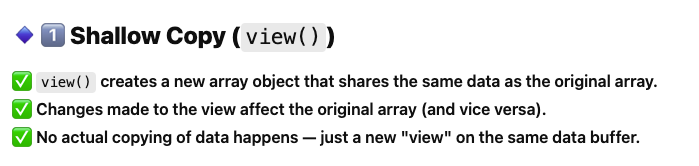 🔹 1️⃣ Shallow Copy (view())
✅ view() creates a new array object that shares the same data as the original array.
✅ Changes made to the view affect the original array (and vice versa).
✅ No actual copying of data happens — just a new "view" on the same data buffer.